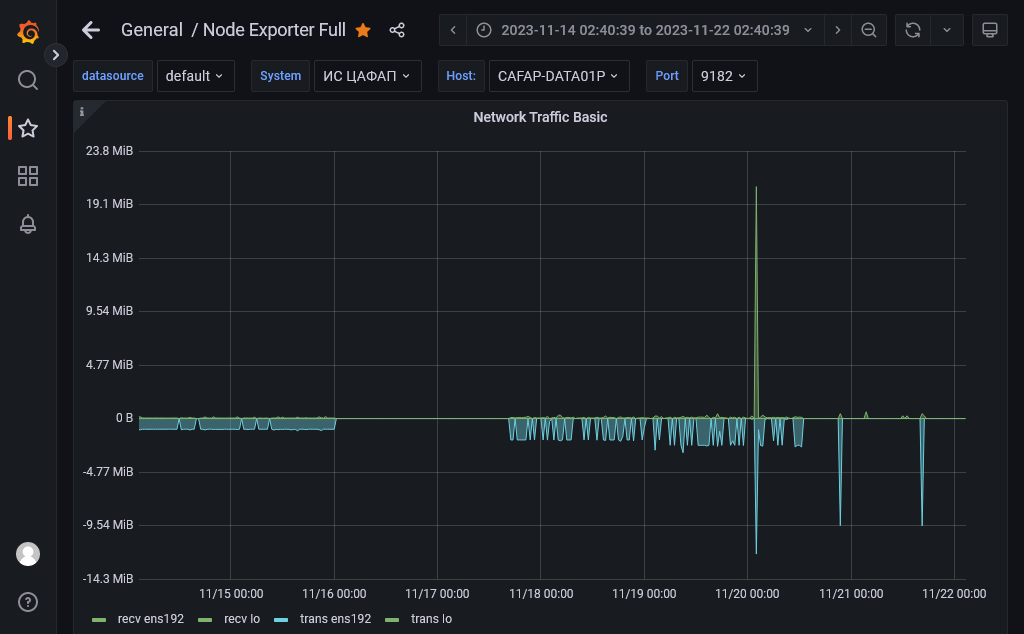 General / Node Exporter Full
2023-11-14 02:40:39 to 2023-11-22 02:40:39
datasource default System ИС ЦАФАП Host: CAFAP-DATA01P Port 9182
i
Network Traffic Basic
23.8 MiB
19.1 MiB
14.3 MiB
9.54 MiB
4.77 MiB
0 B
-4.77 MiB
-9.54 MiB
-14.3 MiB
11/15 00:00 11/16 00:00 11/17 00:00 11/18 00:00 11/19 00:00 11/20 00:00 11/21 00:00 11/22 00:00
recv ens192 recv lo trans ens192 trans lo
?